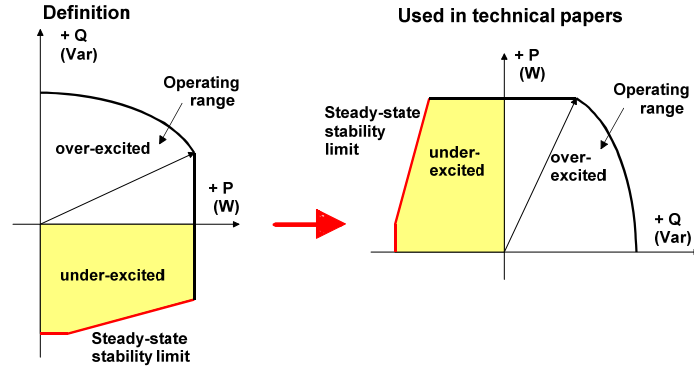 Definition
+ Q
(Var)
Operating
range
over-excited
+ P
(W)
under-excited
Steady-state
stability limit
Used in technical papers
+ P
(W)
Steady-state
stability
limit
Operating
range
under-
excited
over-
excited
+ Q
(Var)